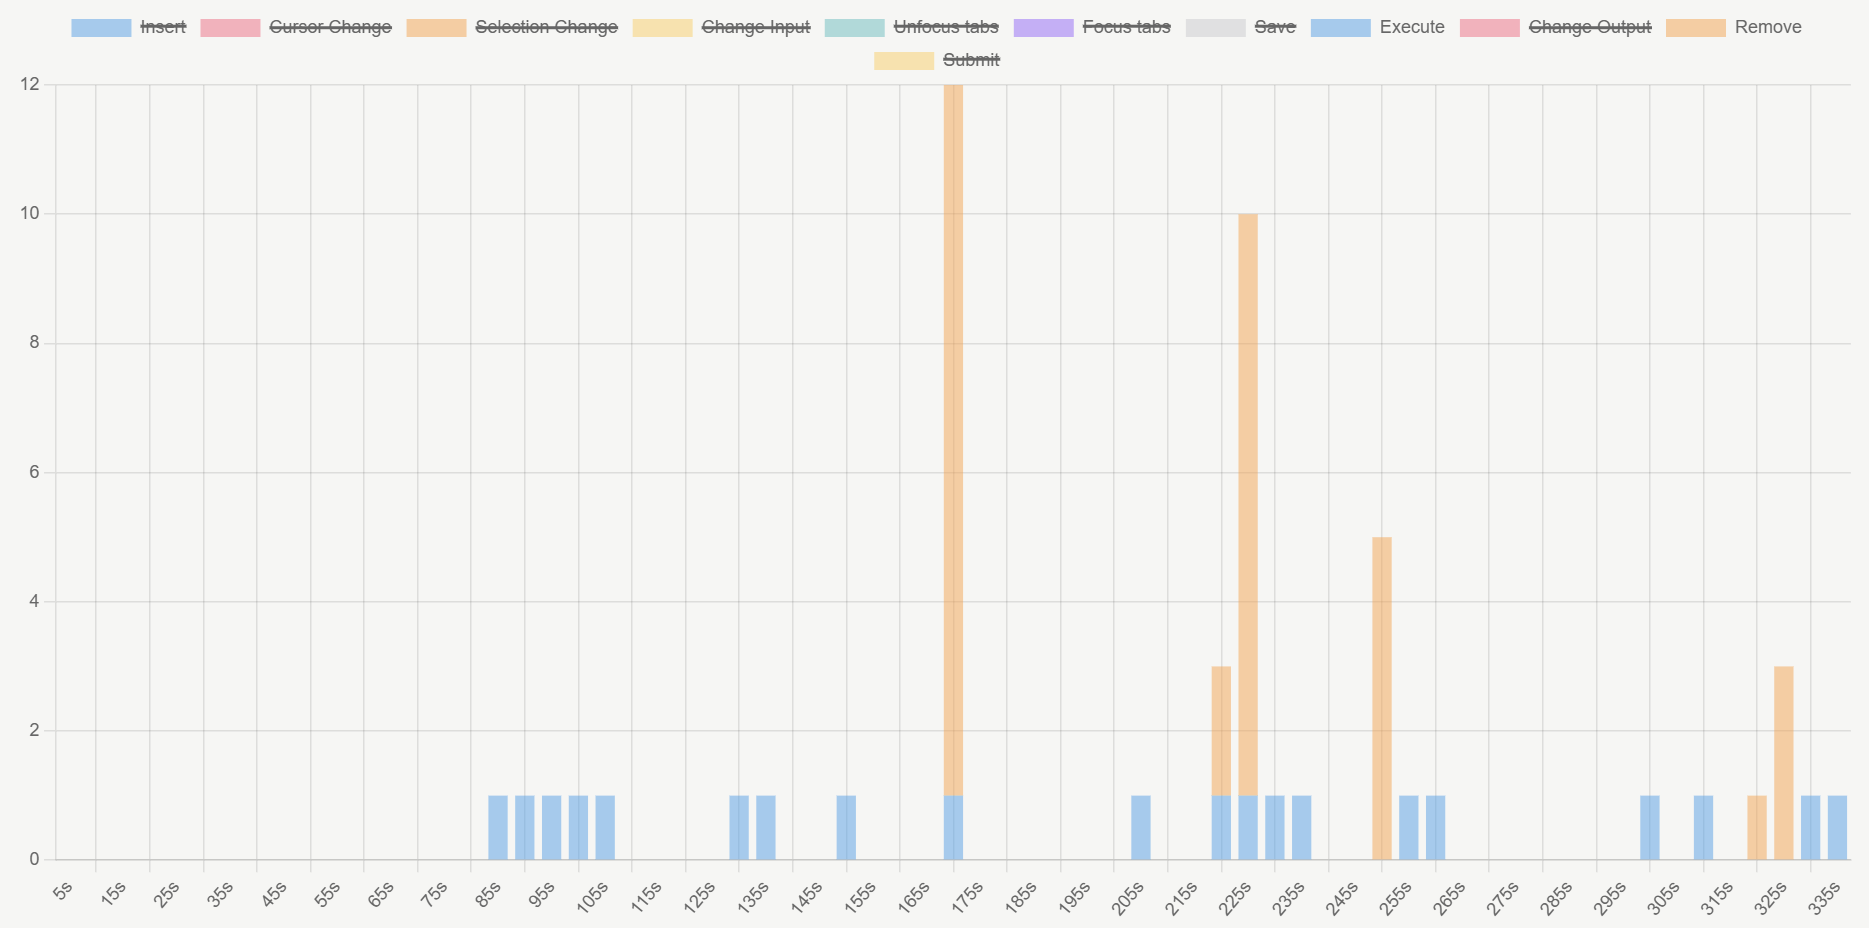 Insert Cursor Change Selection Change Change Input Unfocus tabs Focus tabs Save Execute Change Output Remove
Submit
12
10
8
6
4
2
0
5s 15s 25s 35s 45s 55s 65s 75s 85s 95s 105s 115s 125s 135s 145s 155s 165s 175s 185s 195s 205s 215s 225s 235s 245s 255s 265s 275s 285s 295s 305s 315s 325s 335s